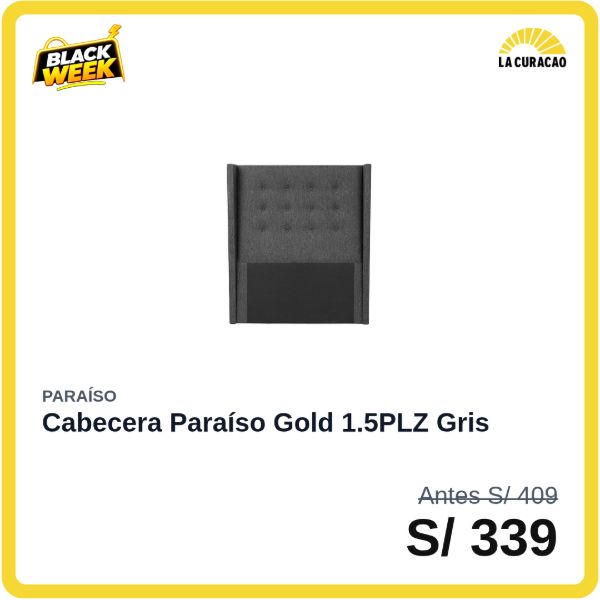 BLACK
WEEK
LA CURACAO
PARAÍSO
Cabecera Paraíso Gold 1.5PLZ Gris
Antes S/ 409
S/ 339